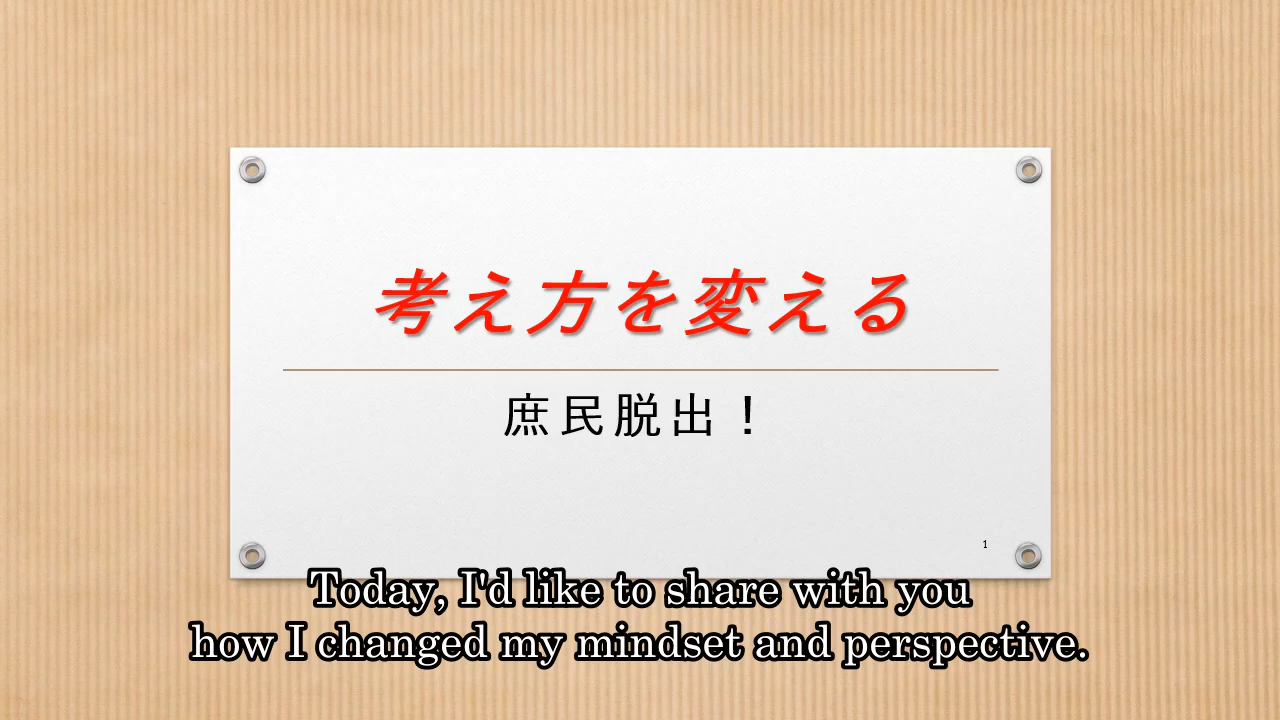 考え方を変える
庶民脱出！
1
Today, I'd like to share with you
how I changed my mindset and perspective.